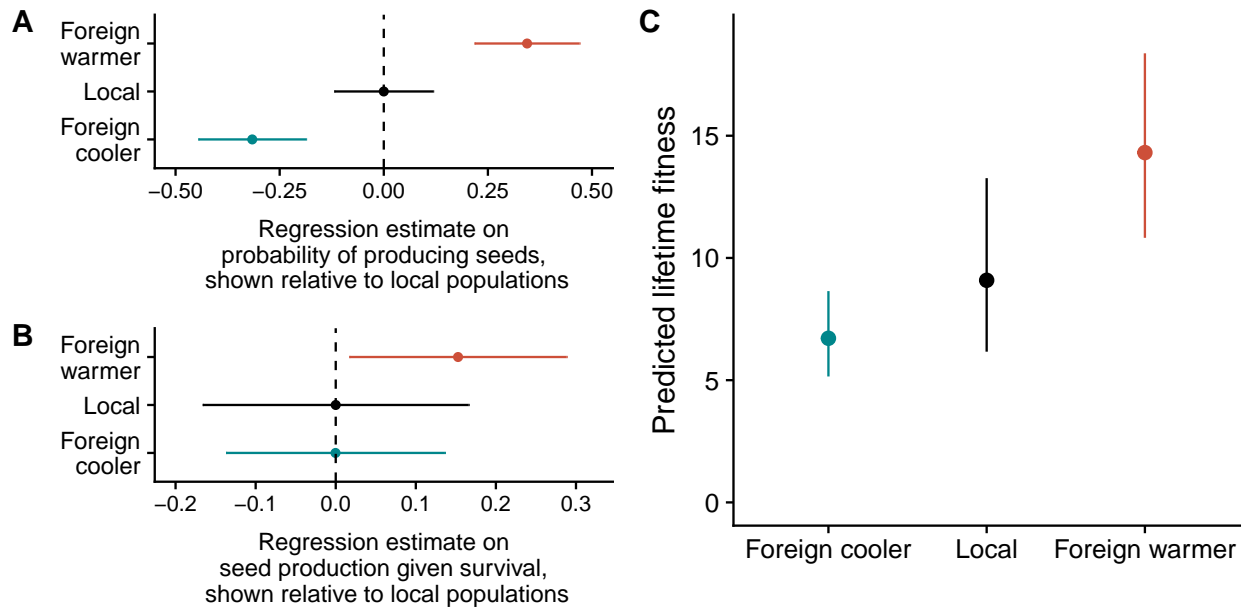 A
Foreign
warmer
Local
Foreign
cooler
−0.50 −0.25 0.00 0.25 0.50
Regression estimate on
probability of producing seeds,
shown relative to local populations
B
Foreign
warmer
Local
Foreign
cooler
−0.2 −0.1 0.0 0.1 0.2 0.3
Regression estimate on
seed production given survival,
shown relative to local populations
C
Predicted lifetime fitness
15
10
5
0
Foreign cooler Local Foreign warmer